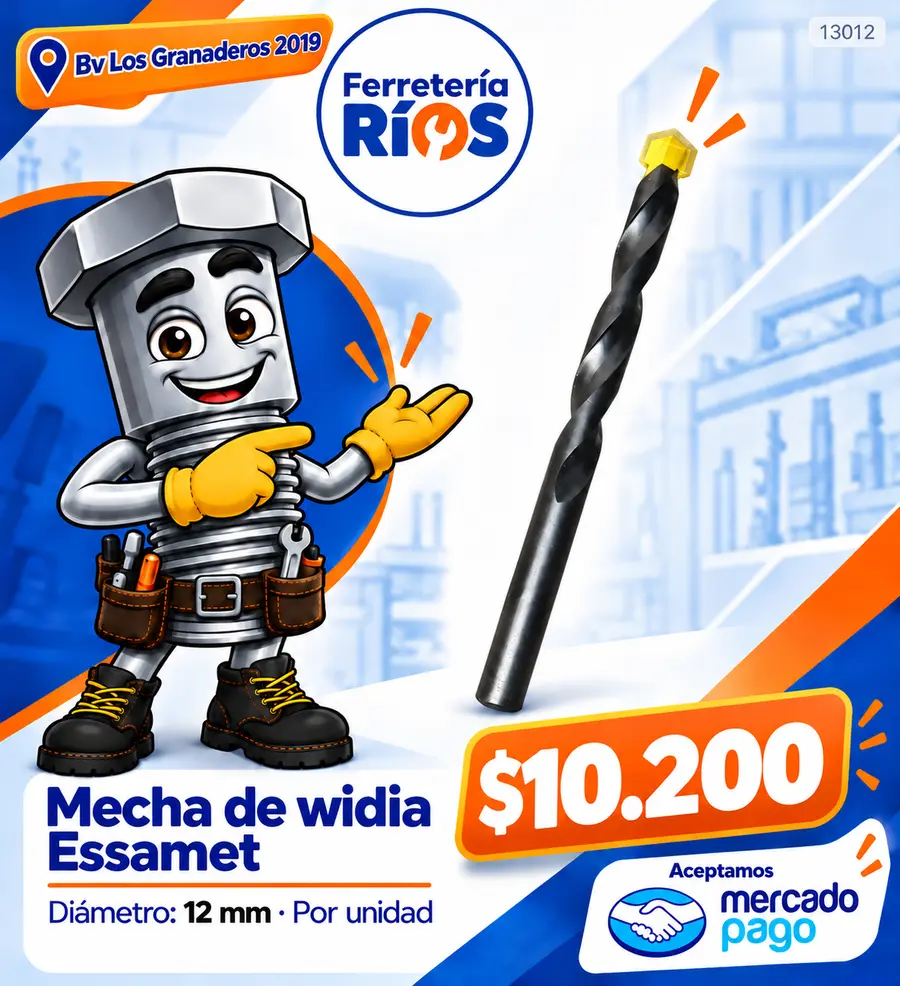 Bv Los Granaderos 2019
Ferretería
RÍOS
13012
Mecha de widia
Essamet
Diámetro: 12 mm · Por unidad
$10.200
Aceptamos
mercado
pago